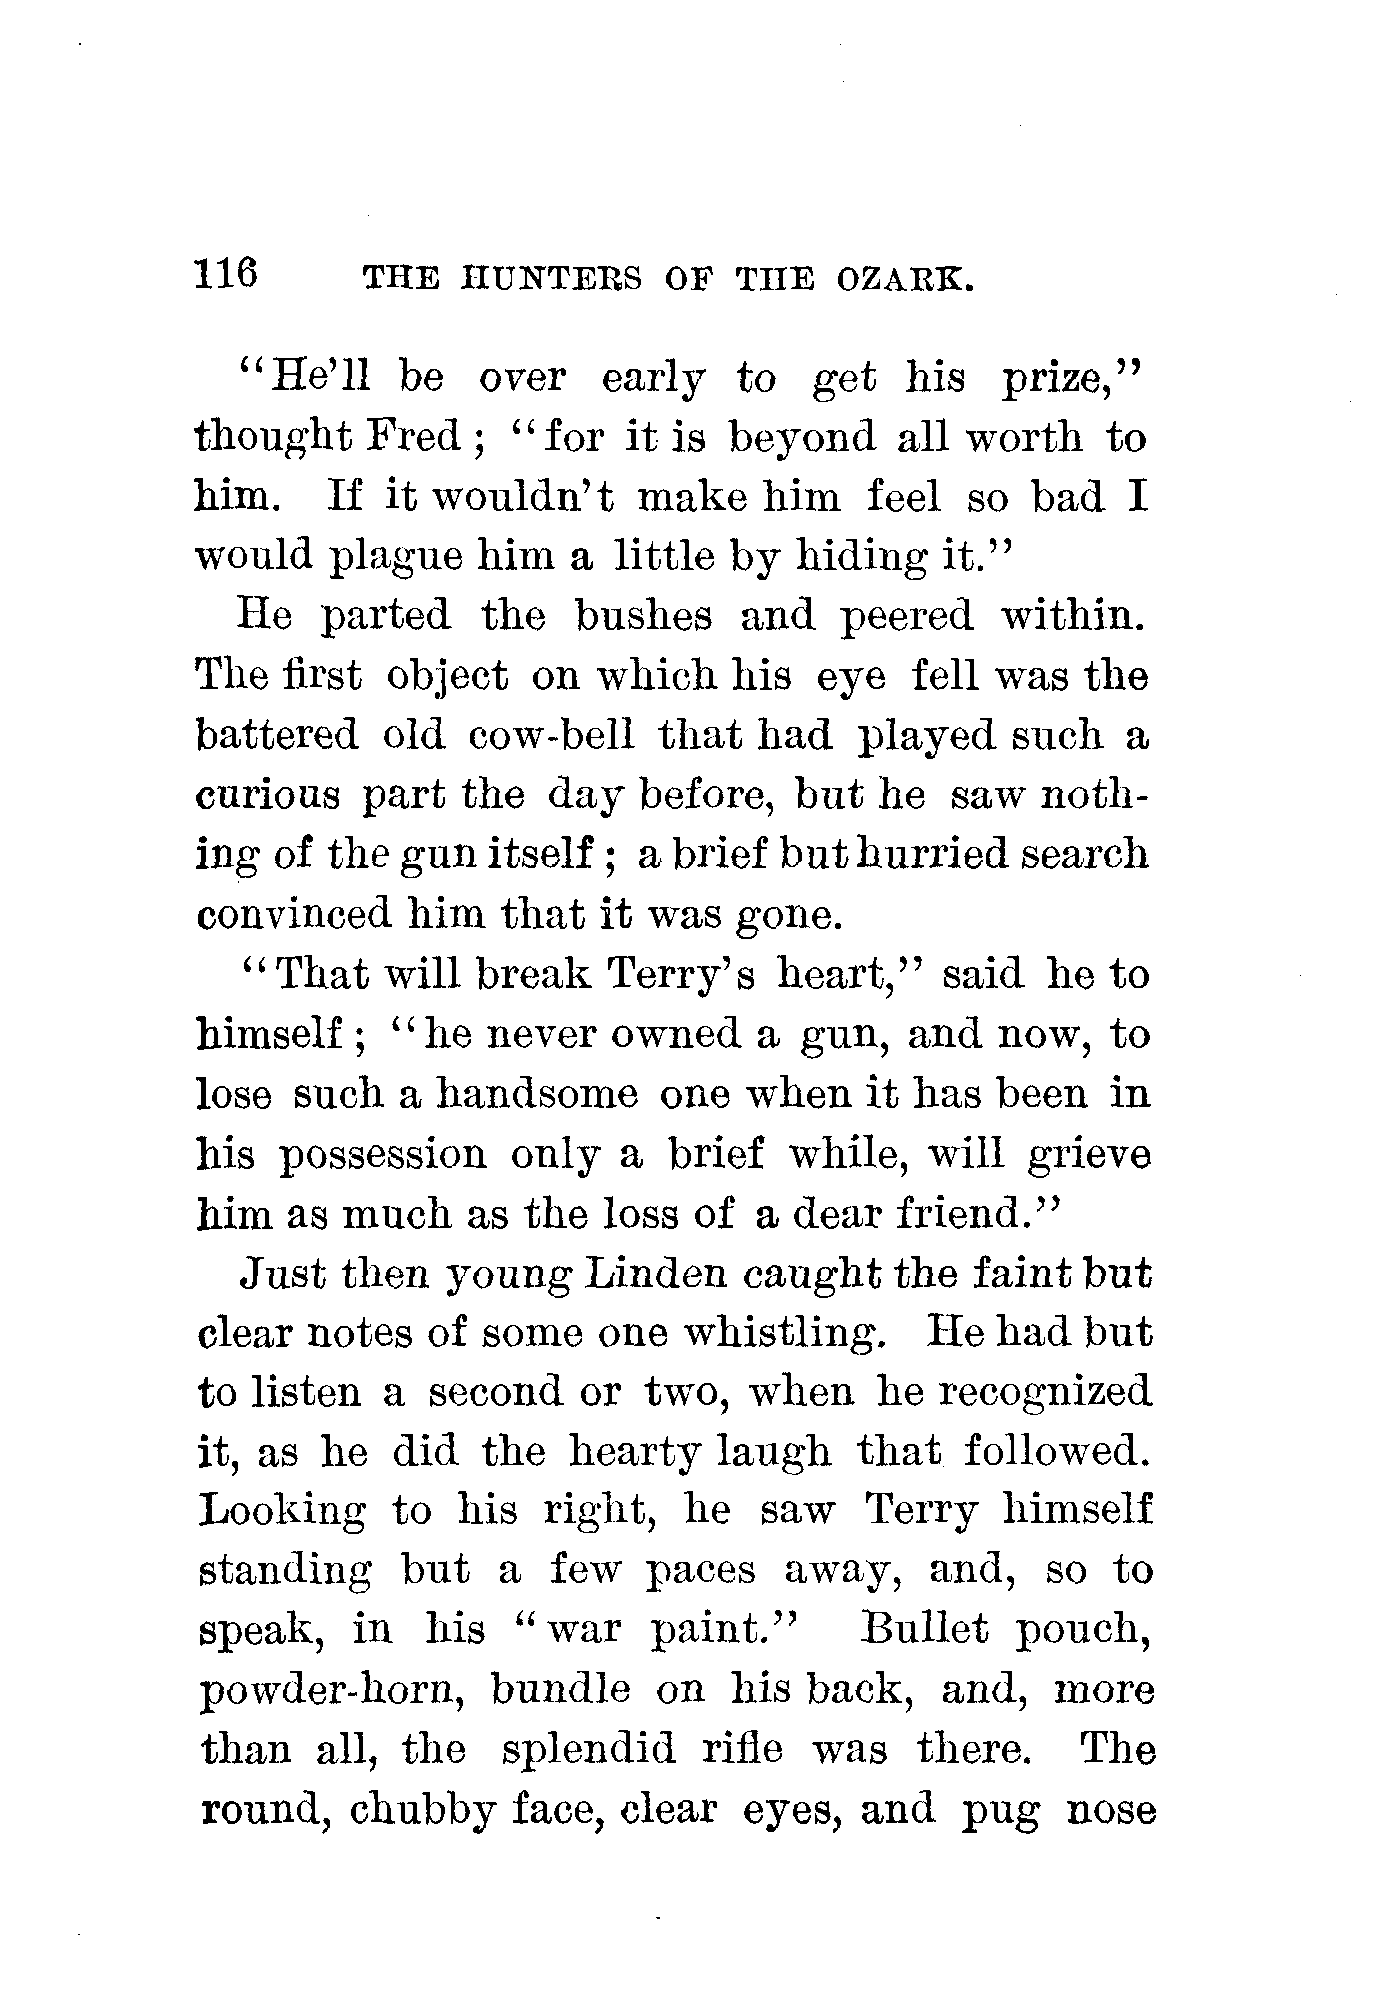 116 THE HUNTERS OF THE OZARK.
"He'll be over early to get his prize,"
thought Fred; "for it is beyond all worth to
him. If it wouldn't make him feel so bad I
would plague him a little by hiding it."
He parted the bushes and peered within.
The first object on which his eye fell was the
battered old cow-bell that had played such a
curious part the day before, but he saw noth-
ing of the gun itself; a brief but hurried search
convinced him that it was gone.
"That will break Terry's heart," said he to
himself; "he never owned a gun, and now, to
lose such a handsome one when it has been in
his possession only a brief while, will grieve
him as much as the loss of a dear friend."
Just then young Linden caught the faint but
clear notes of some one whistling. He had but
to listen a second or two, when he recognized
it, as he did the hearty laugh that followed.
Looking to his right, he saw Terry himself
standing but a few paces away, and, so to
speak, in his "war paint." Bullet pouch,
powder-horn, bundle on his back, and, more
than all, the splendid rifle was there. The
round, chubby face, clear eyes, and pug nose